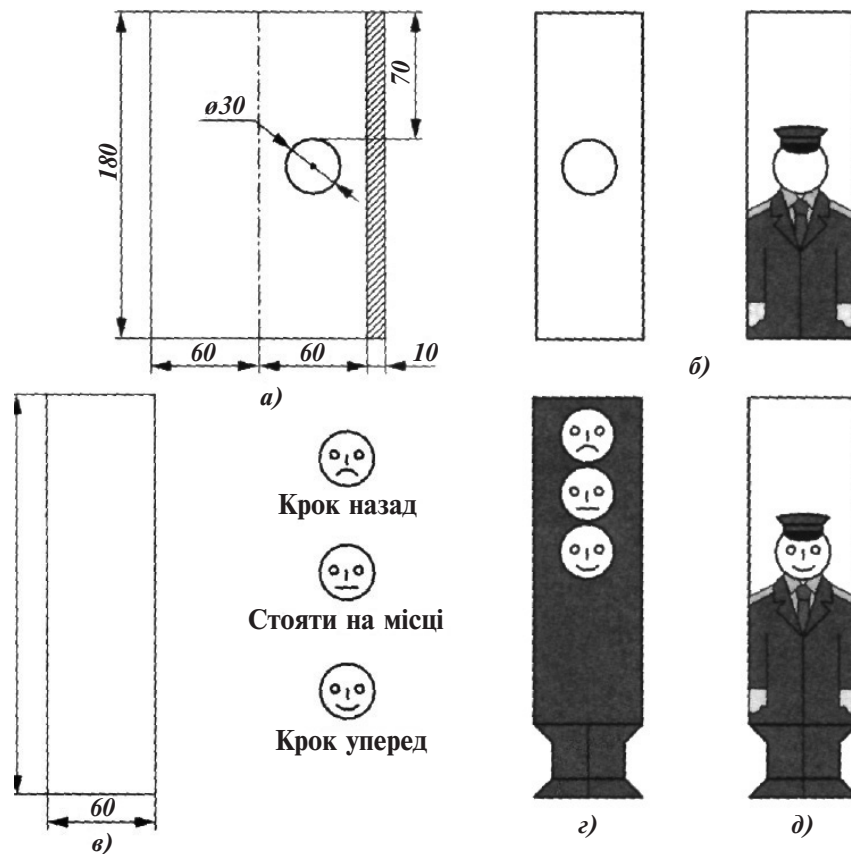 70
ø30
180
60
60
10
а)
б)
Крок назад
Стояти на місці
Крок уперед
60
в)
г)
д)